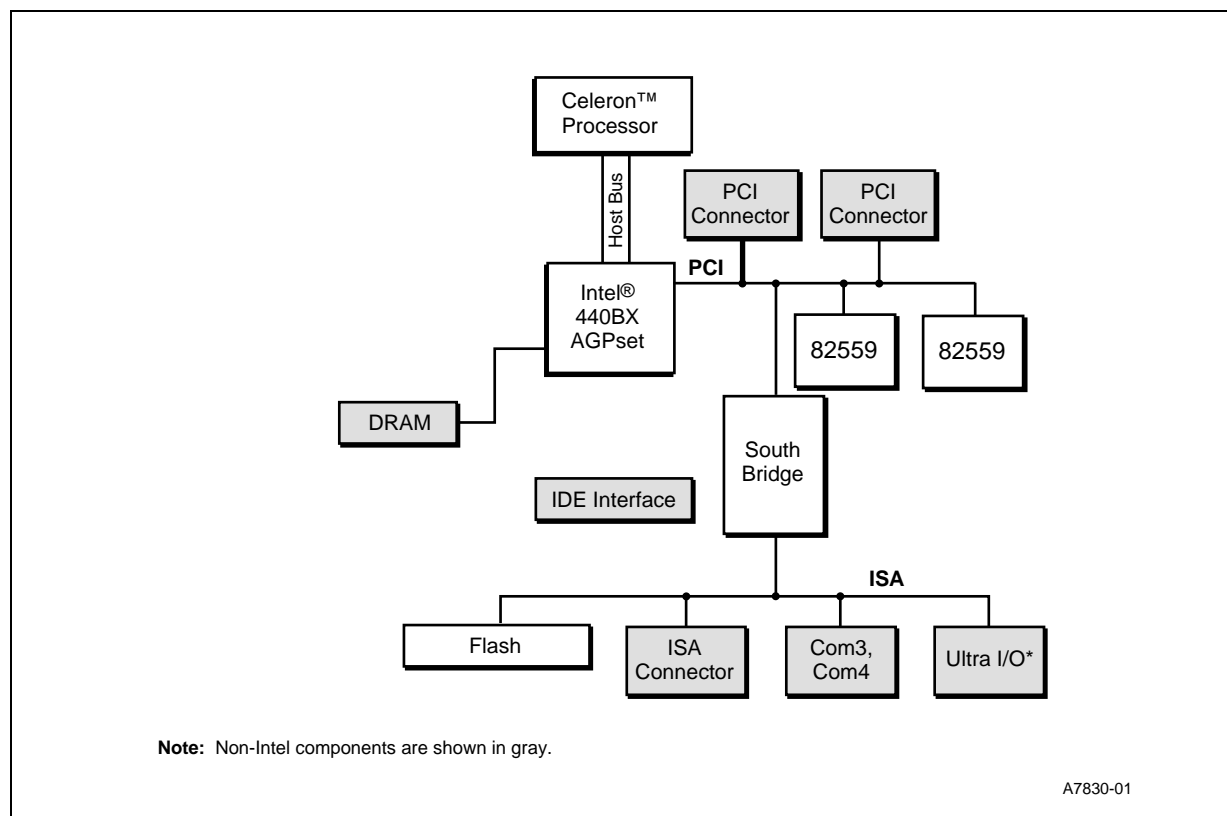 Celeron™
Processor
Host Bus
PCI
Connector
PCI
Connector
PCI
Intel®
440BX
AGPset
82559
82559
DRAM
South
Bridge
IDE Interface
ISA
Flash
ISA
Connector
Com3,
Com4
Ultra I/O*
Note: Non-Intel components are shown in gray.
A7830-01